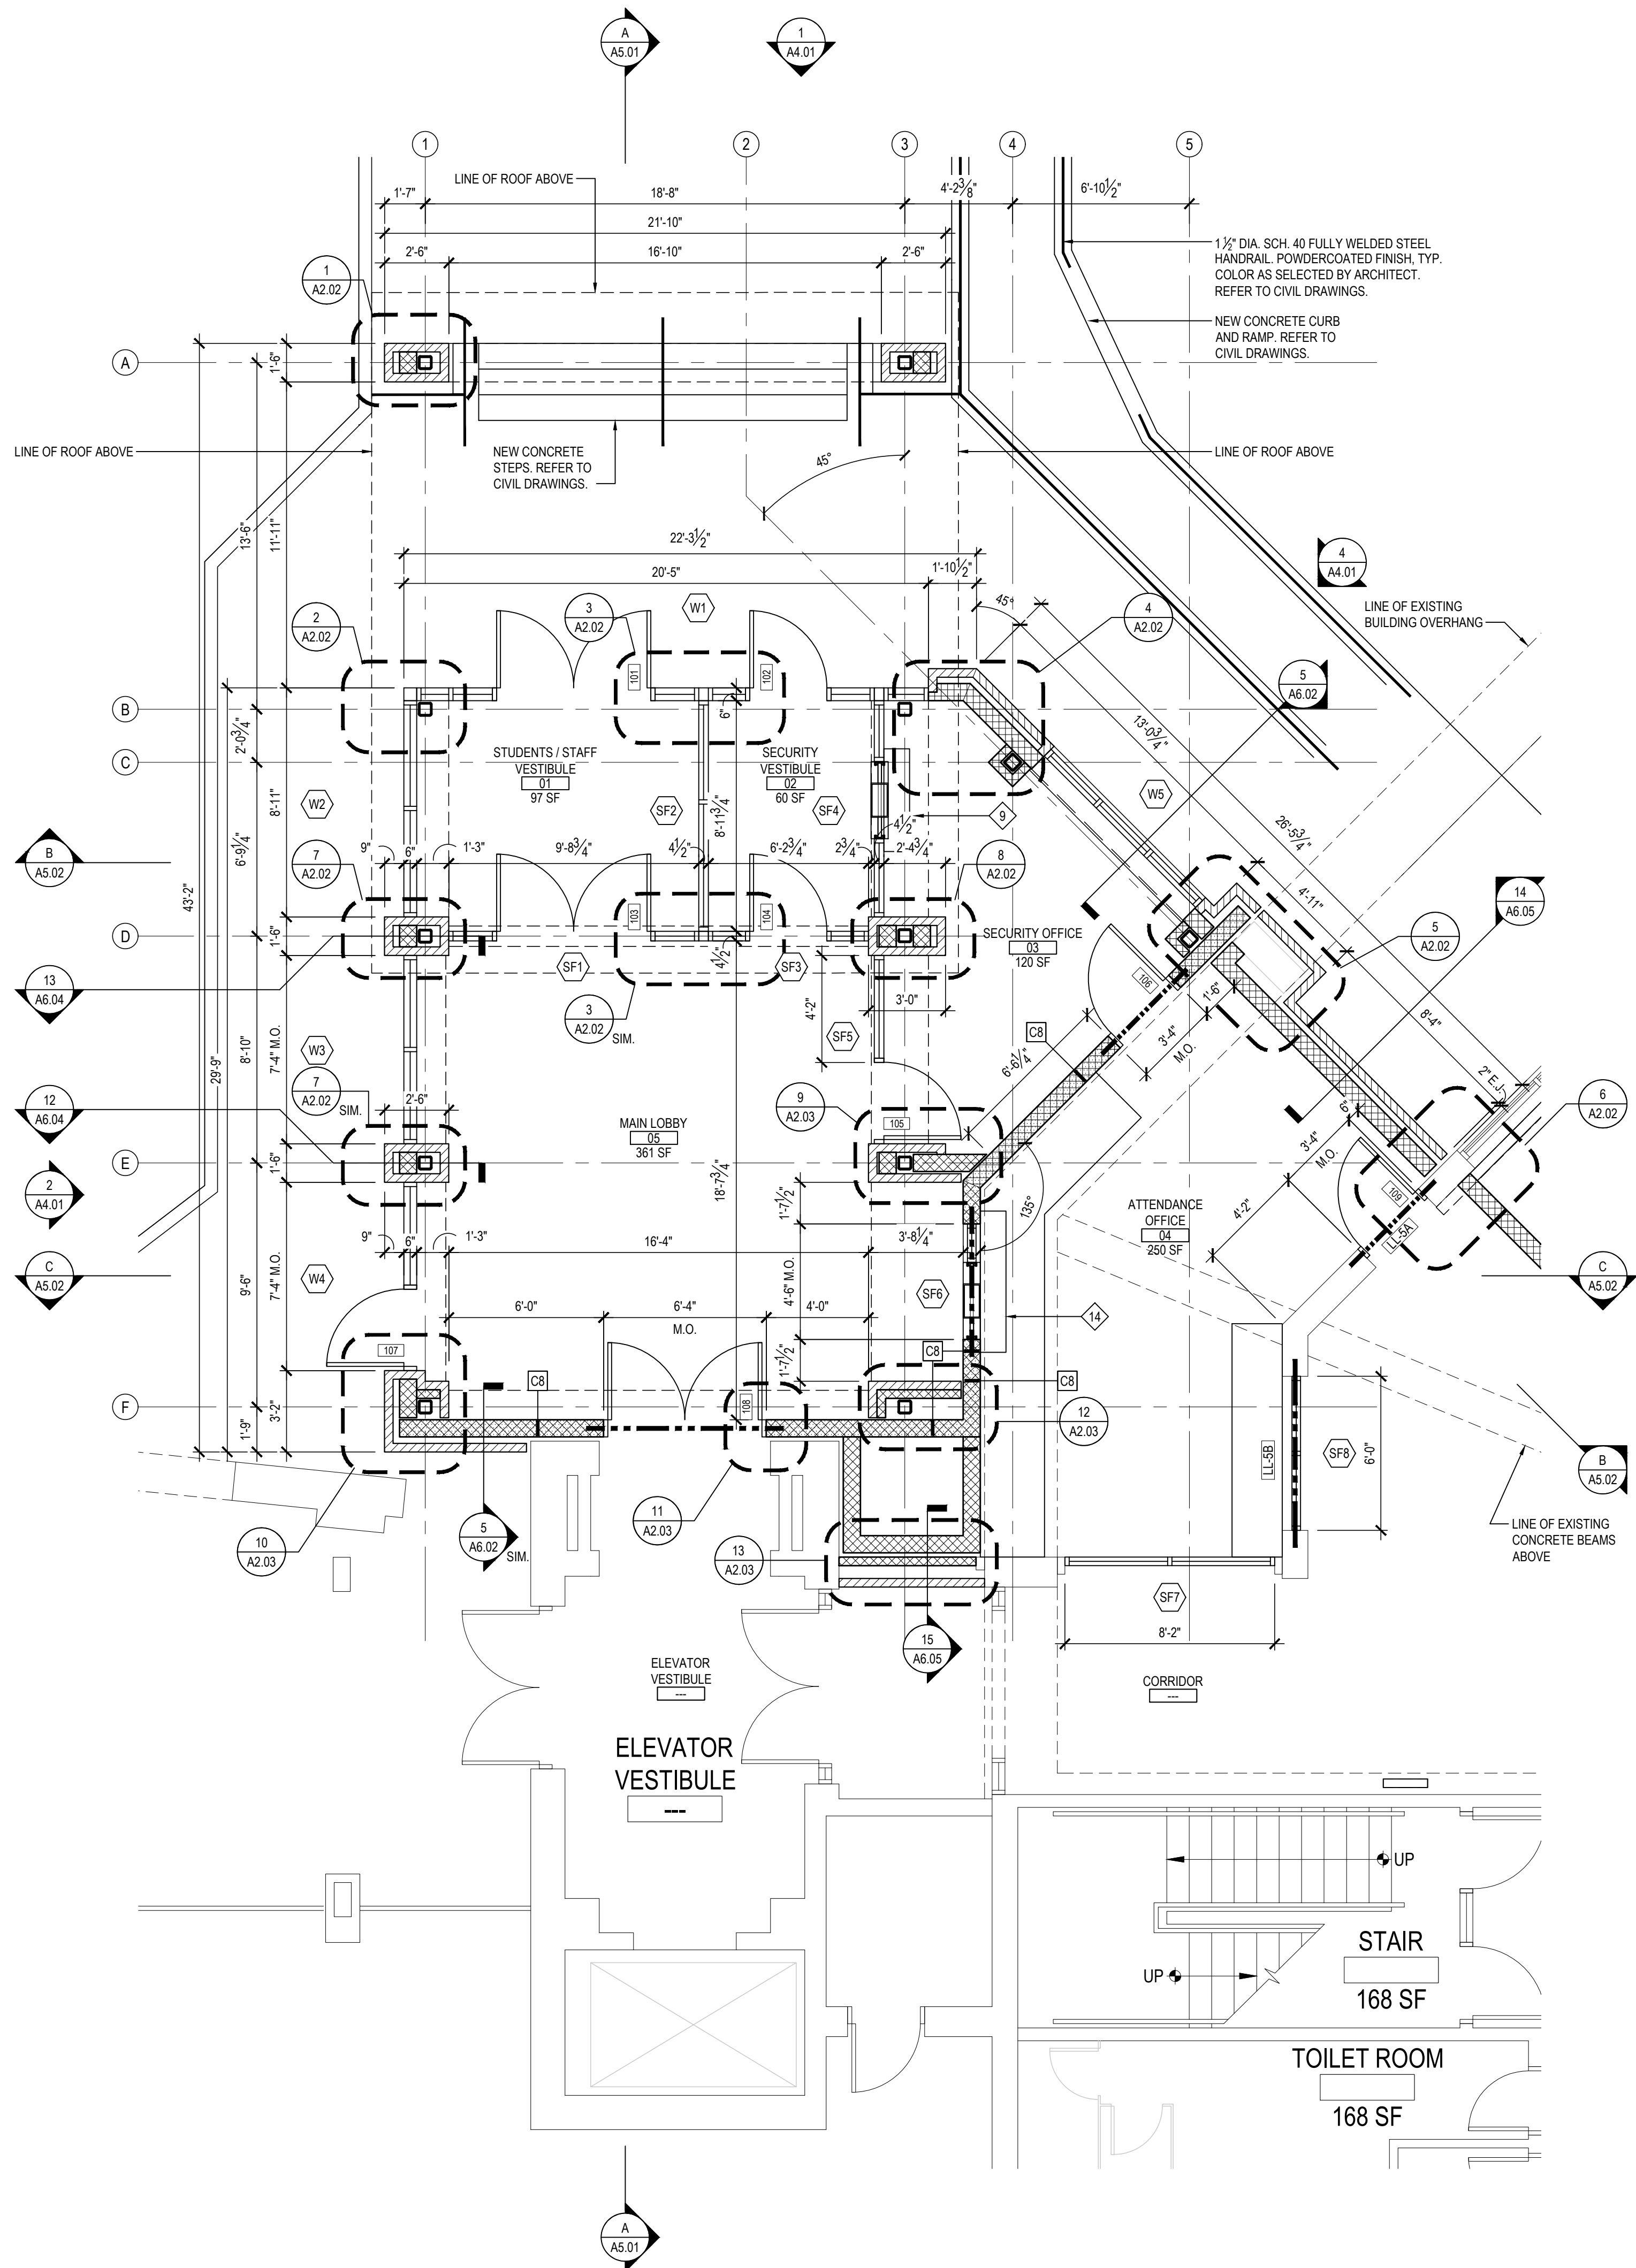 A
A5.01
1
A4.01
1
2
3
4
5
LINE OF ROOF ABOVE
1'-7"
18'-8"
4'-2 3/8"
6'-10 1/2"
21'-10"
2'-6"
16'-10"
2'-6"
1
A2.02
1 1/2" DIA. SCH. 40 FULLY WELDED STEEL
HANDRAIL. POWDERCOATED FINISH, TYP.
COLOR AS SELECTED BY ARCHITECT.
REFER TO CIVIL DRAWINGS.
NEW CONCRETE CURB
AND RAMP. REFER TO
CIVIL DRAWINGS.
A
1'-6"
LINE OF ROOF ABOVE
NEW CONCRETE
STEPS. REFER TO
CIVIL DRAWINGS.
45°
LINE OF ROOF ABOVE
13'-6"
11'-11"
22'-3 1/2"
20'-5"
1'-10 1/2"
4
A4.01
LINE OF EXISTING
BUILDING OVERHANG
2
A2.02
3
A2.02
W1
45°
4
A2.02
101
102
5
A6.02
B
6"
13'-0 3/4"
2'-0 3/4"
C
STUDENTS / STAFF
VESTIBULE
01
97 SF
SECURITY
VESTIBULE
02
60 SF
W2
SF2
8'-11 3/4"
SF4
9
W5
8'-11"
6'-9 1/4"
4 1/2"
26'-5 3/4"
B
A5.02
7
A2.02
9"
6"
1'-3"
9'-8 3/4"
4 1/2"
6'-2 3/4"
2 3/4"
2'-4 3/4"
8
A2.02
43'-2"
4'-11"
14
A6.05
103
104
D
1'-6"
SECURITY OFFICE
03
120 SF
5
A2.02
SF1
4 1/2"
SF3
106
13
A6.04
3
A2.02
SIM.
3'-0"
4'-2"
1'-6"
8'-4"
3'-4"
M.O.
C8
W3
SF5
29'-9"
8'-10"
7'-4" M.O.
6'-6 1/4"
7
A2.02
SIM.
2'-6"
2" E.J.
12
A6.04
9
A2.03
6
A2.02
MAIN LOBBY
05
361 SF
105
6"
3'-4"
M.O.
E
1'-6"
18'-7 3/4"
2
A4.01
1'-7 1/2"
135°
109
LL-5A
ATTENDANCE
OFFICE
04
250 SF
4'-2"
9"
6"
1'-3"
16'-4"
3'-8 1/4"
C
A5.02
W4
9'-6"
7'-4" M.O.
4'-6" M.O.
SF6
C
A5.02
6'-0"
6'-4"
M.O.
4'-0"
14
107
C8
1'-7 1/2"
C8
C8
108
F
3'-2"
1'-9"
12
A2.03
LL-5B
SF8
6'-0"
B
A5.02
10
A2.03
5
A6.02
SIM.
11
A2.03
13
A2.03
LINE OF EXISTING
CONCRETE BEAMS
ABOVE
SF7
8'-2"
15
A6.05
ELEVATOR
VESTIBULE
---
CORRIDOR
---
ELEVATOR
VESTIBULE
---
UP
STAIR
168 SF
UP
TOILET ROOM
168 SF
A
A5.01